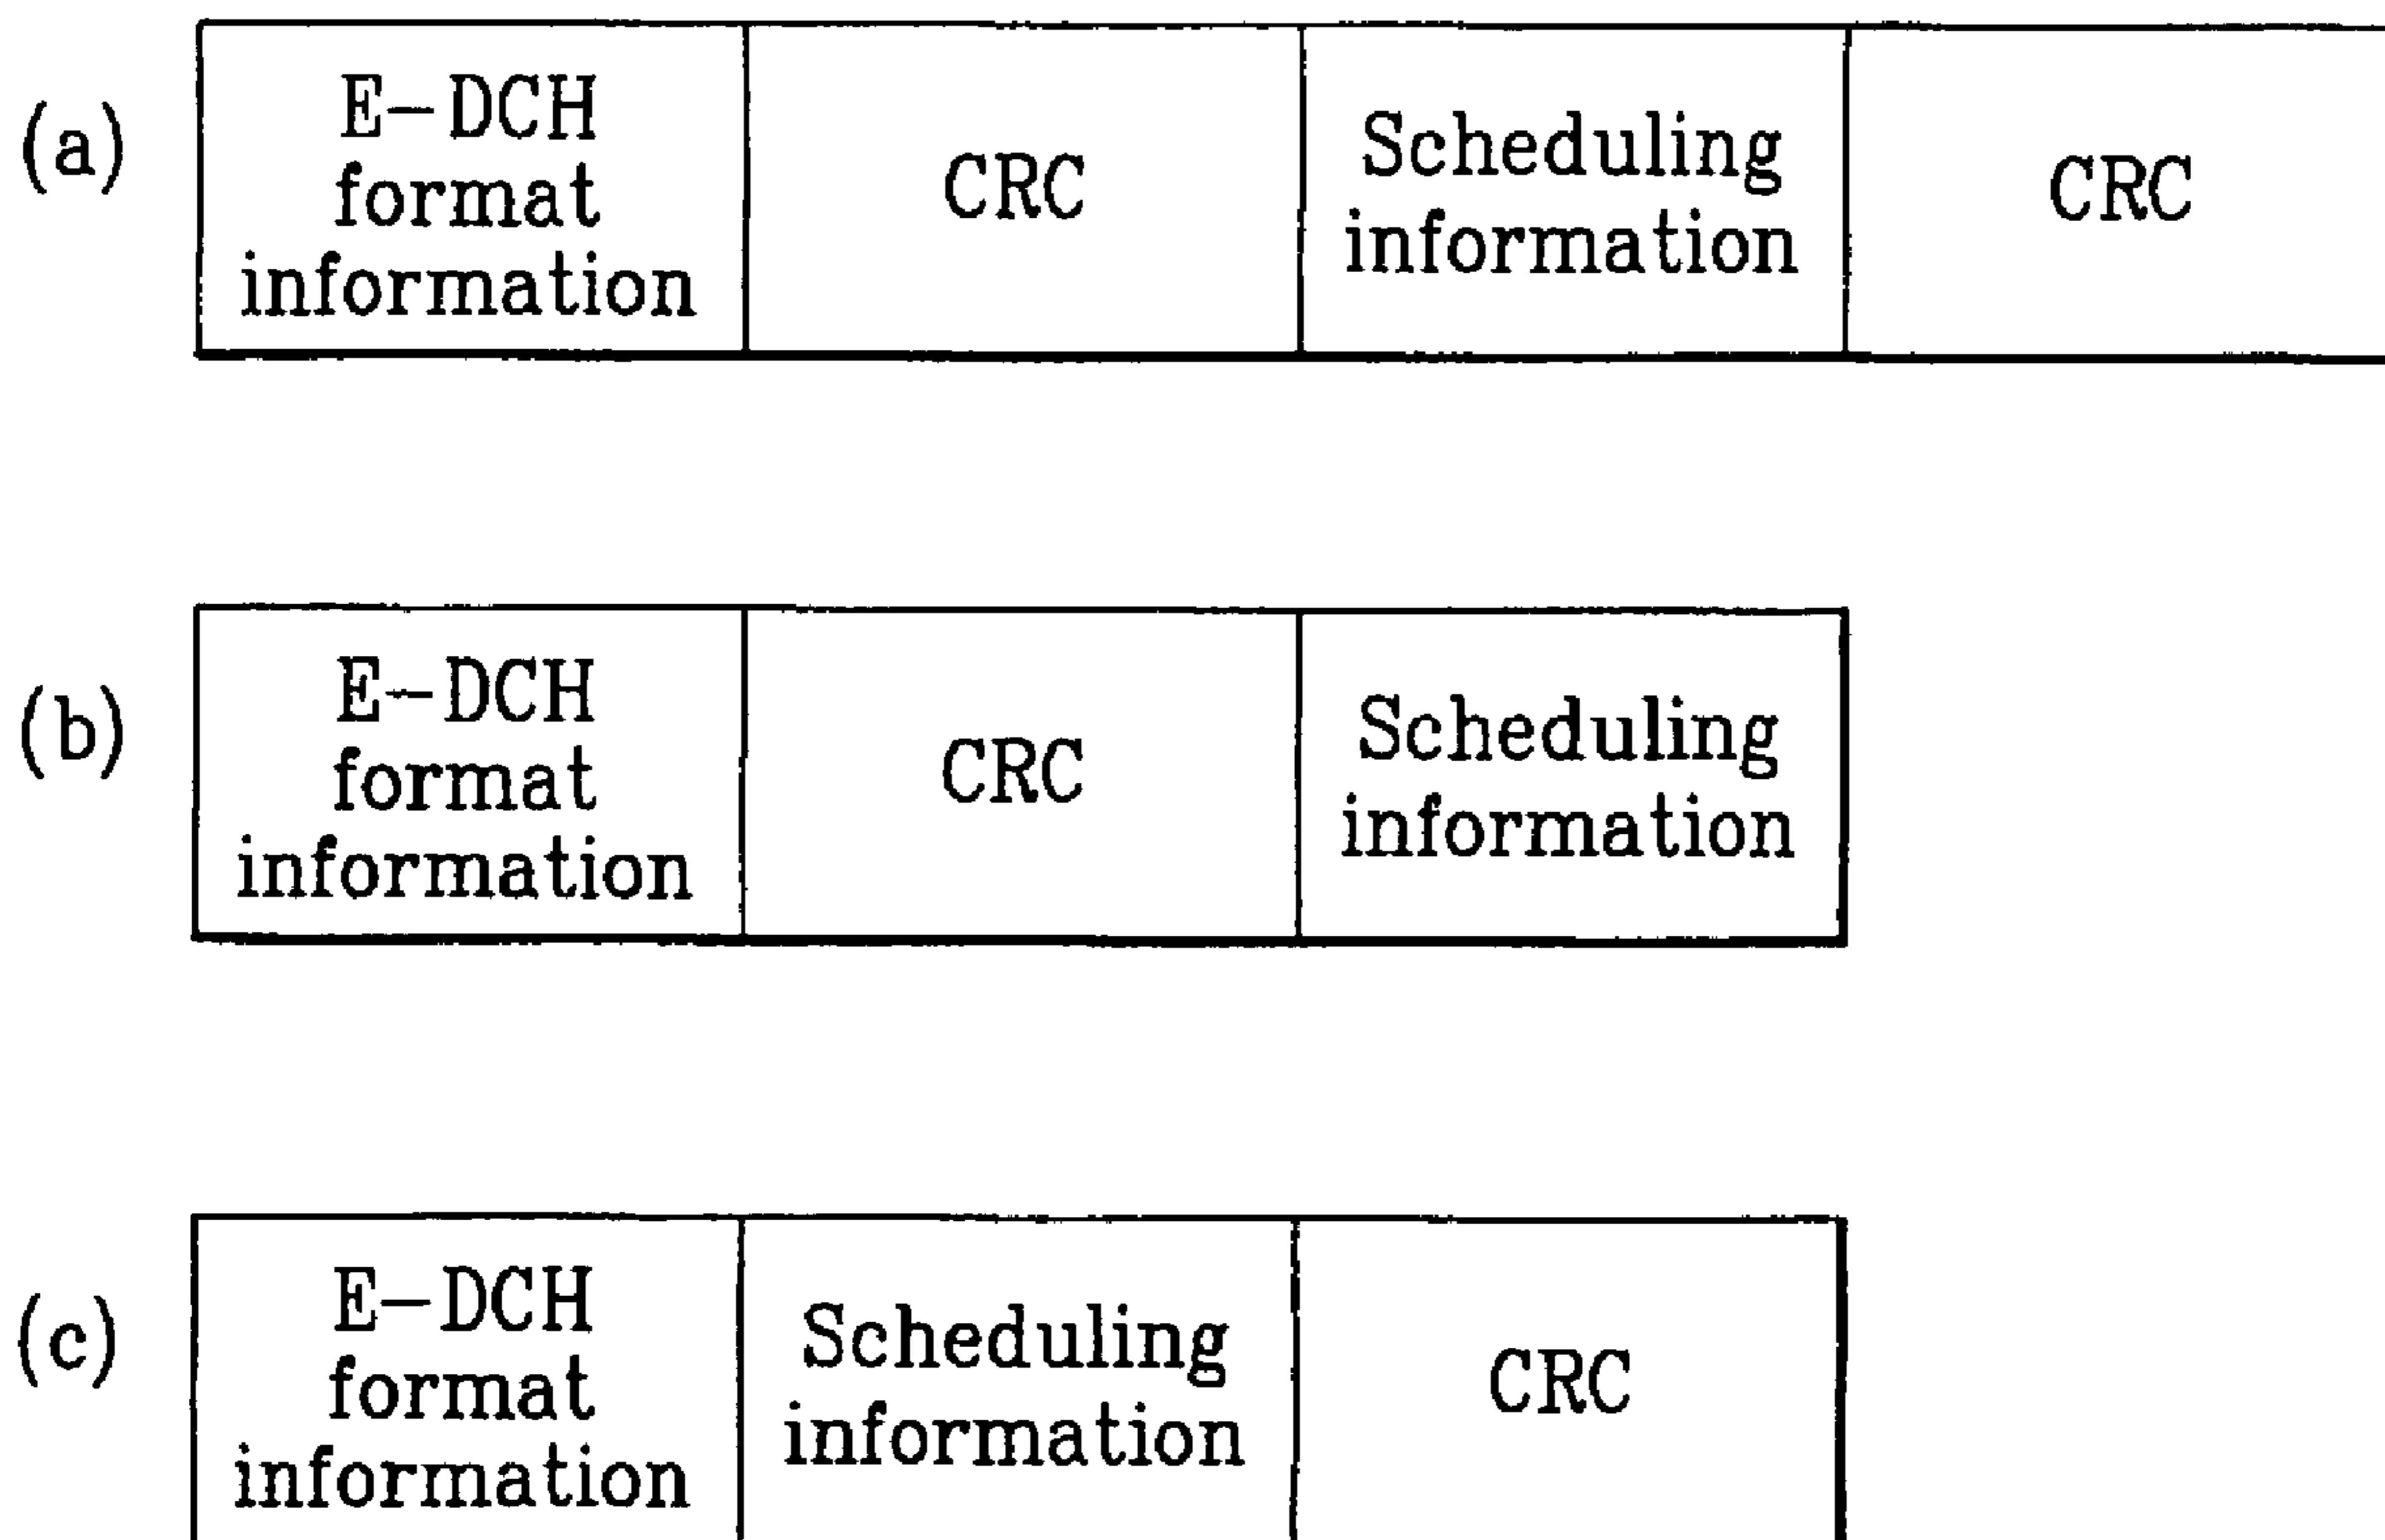 (a)
E-DCH
format
information
CRC
Scheduling
information
CRC
(b)
E-DCH
format
information
CRC
Scheduling
information
(c)
E-DCH
format
information
Scheduling
information
CRC